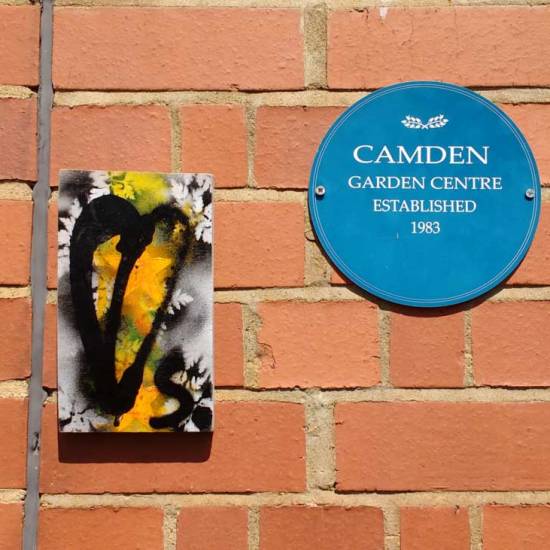 CAMDEN
GARDEN CENTRE
ESTABLISHED
1983